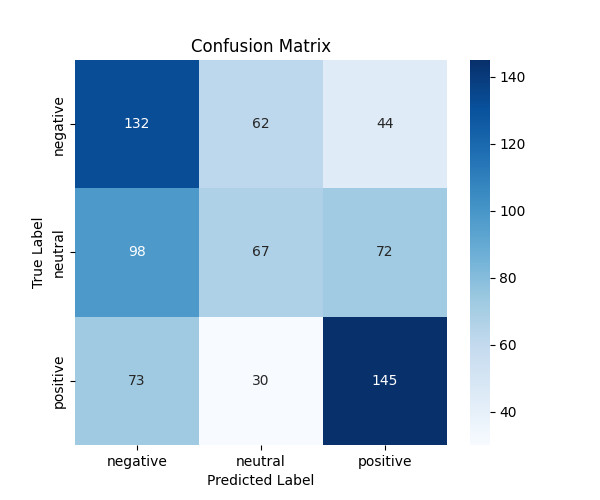 Confusion Matrix
True Label
negative
132 62 44
neutral
98 67 72
positive
73 30 145
negative neutral positive
Predicted Label
140
120
100
80
60
40